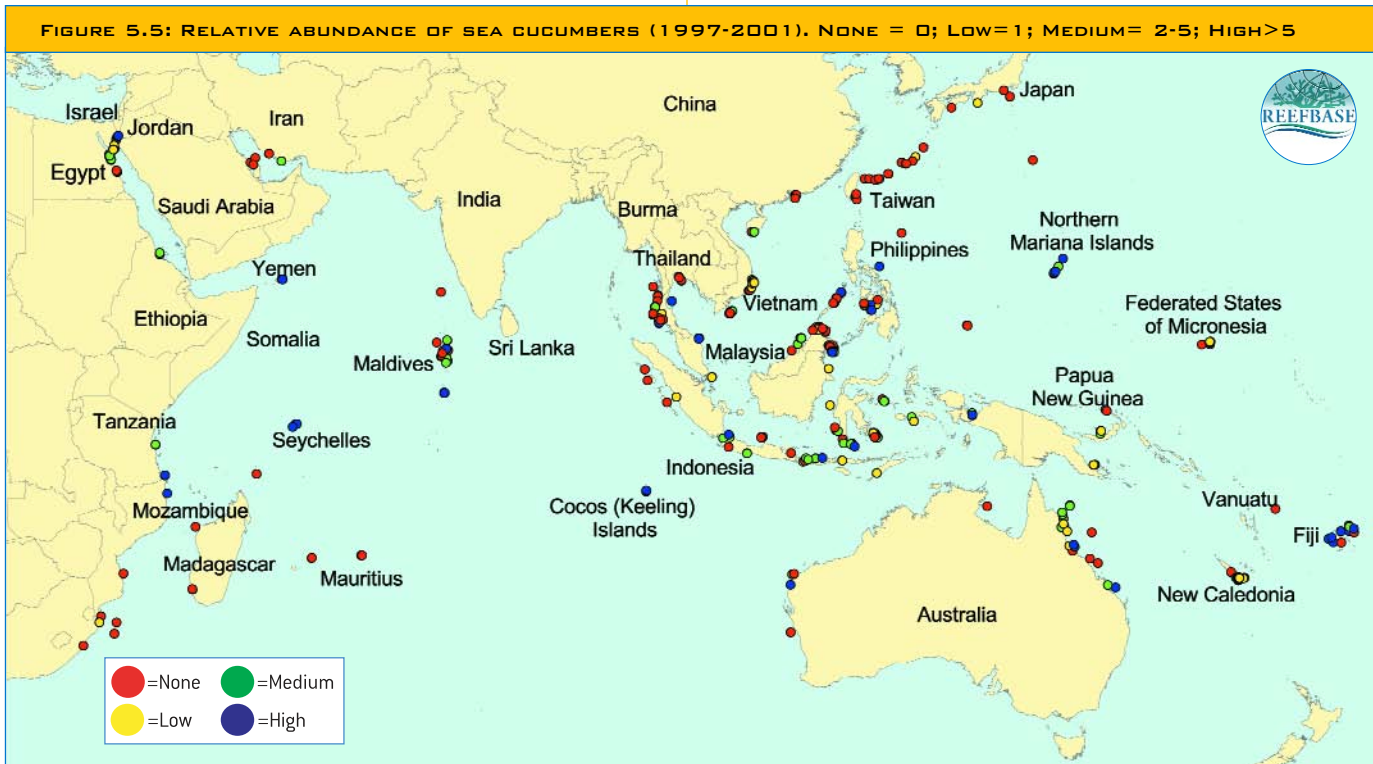 FIGURE 5.5: RELATIVE ABUNDANCE OF SEA CUCUMBERS (1997-2001). NONE = 0; LOW=1; MEDIUM= 2-5; HIGH>5
REEFBASE
Japan
China
Israel
Jordan
Iran
Egypt
Saudi Arabia
India
Burma
Taiwan
Northern
Mariana Islands
Philippines
Thailand
Yemen
Vietnam
Federated States
of Micronesia
Ethiopia
Somalia
Sri Lanka
Maldives
Malaysia
Papua
New Guinea
Tanzania
Seychelles
Indonesia
Cocos (Keeling)
Islands
Vanuatu
Mozambique
Fiji
Madagascar
Mauritius
New Caledonia
Australia
=None
=Medium
=Low
=High